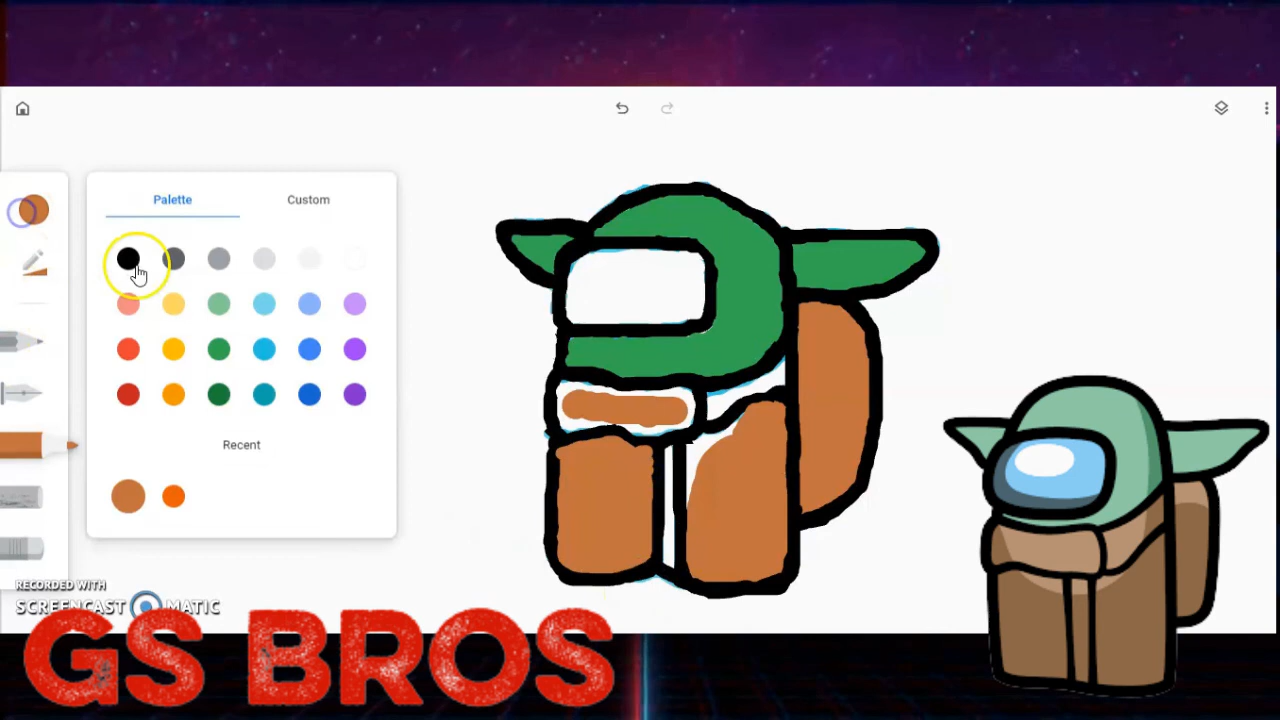 Palette
Custom
Recent
RECORDED WITH
SCREENCAST MATIC
GS BROS